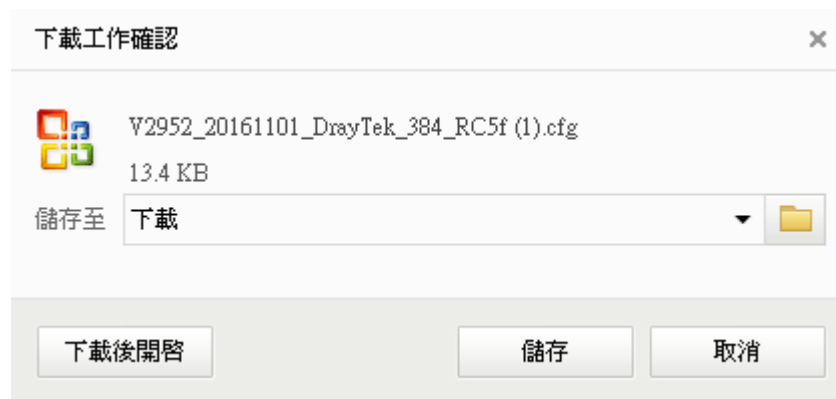 下載工作確認
V2952_20161101_DrayTek_384_RC5f (1).cfg
13.4 KB
儲存至 下載
下載後開啓 儲存 取消